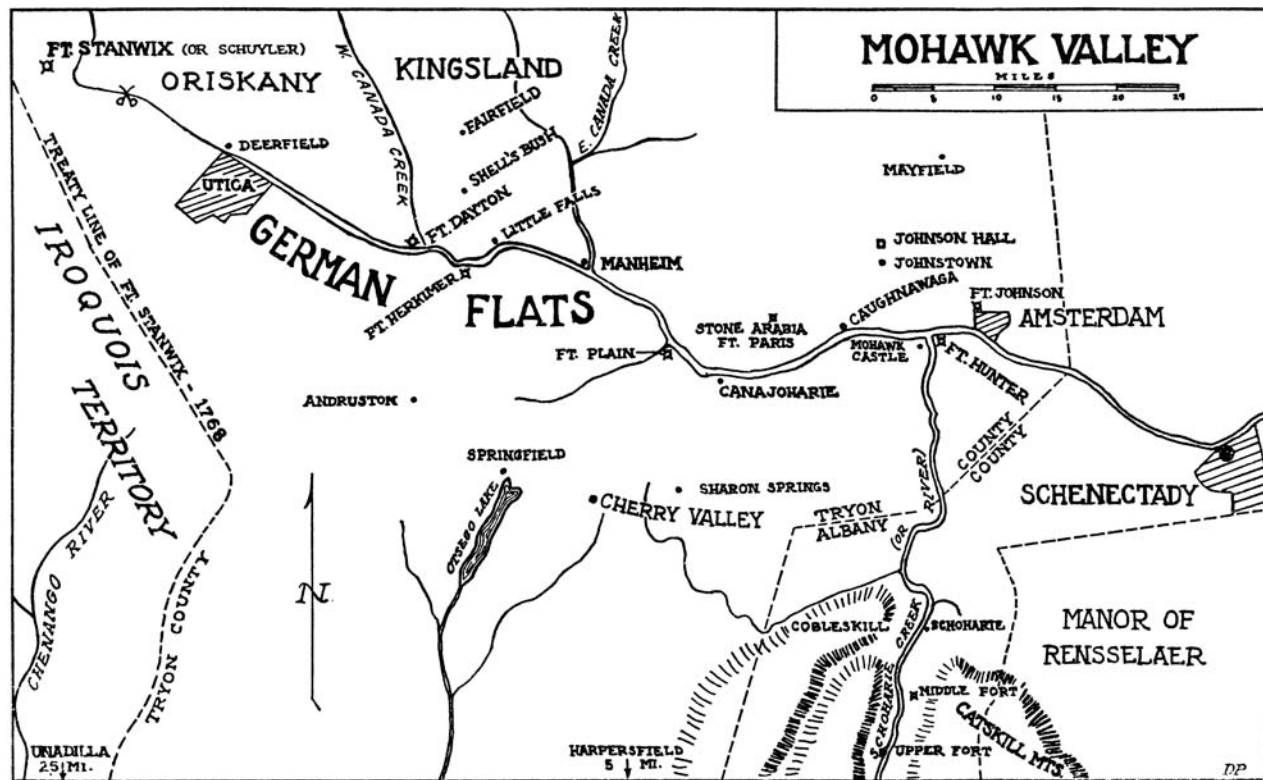 MOHAWK VALLEY
MILES
0 5 10 15 20 25
FT. STANWIX (OR SCHUYLER)
ORISKANY
W. CANADA CREEK
KINGSLAND
E. CANADA CREEK
FAIRFIELD
SHELL'S BUSH
DEERFIELD
UTICA
FT. DAYTON
LITTLE FALLS
MAYFIELD
TREATY LINE OF FT. STANWIX - 1768
IROQUOIS
TERRITORY
GERMAN
FLATS
FT. HERKIMER
MANHEIM
JOHNSON HALL
JOHNSTOWN
CAUGHNAWAGA
FT. JOHNSON
AMSTERDAM
STONE ARABIA
FT. PARIS
MOHAWK
CASTLE
FT. HUNTER
FT. PLAIN
CANAJOHARIE
ANDRUSTON
SPRINGFIELD
OTSEGO LAKE
SHARON SPRINGS
CHERRY VALLEY
TRYON
ALBANY
COUNTY
COUNTY
SCHENECTADY
CHENANGO RIVER
TRYON COUNTY
N
SCHOHARIE CREEK (OR RIVER)
COBLESKILL
SCHOHARIE
MANOR OF
RENSSELAER
MIDDLE FORT
CATSKILL MTS.
UPPER FORT
UNADILLA
25 MI.
HARPERSFIELD
5 MI.
DP